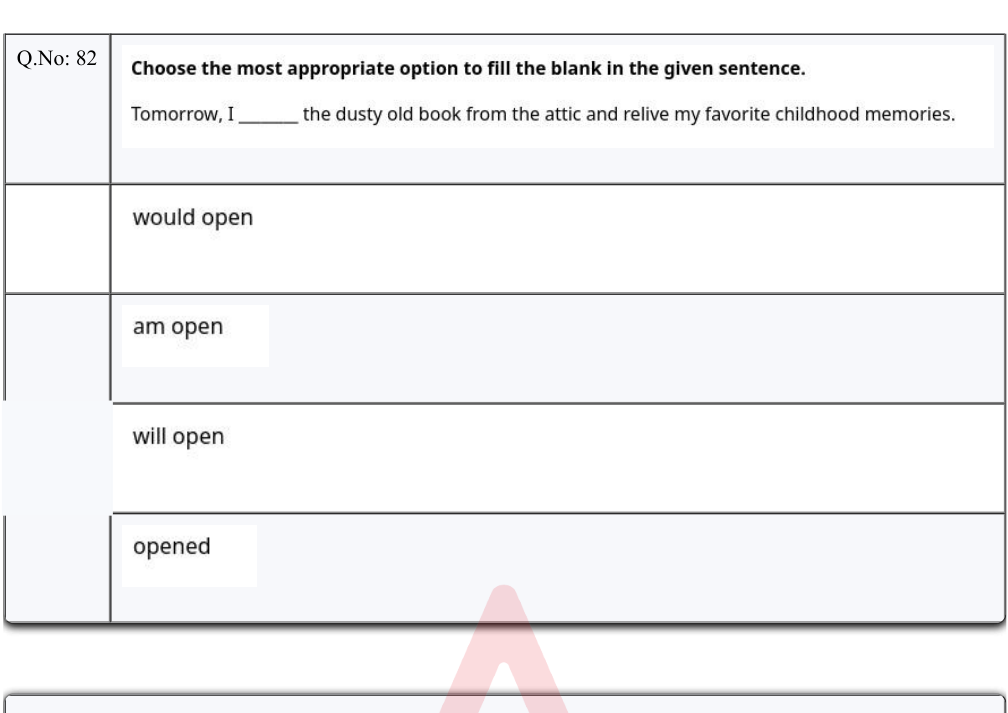 Q.No: 82
Choose the most appropriate option to fill the blank in the given sentence.
Tomorrow, I ______ the dusty old book from the attic and relive my favorite childhood memories.
would open
am open
will open
opened